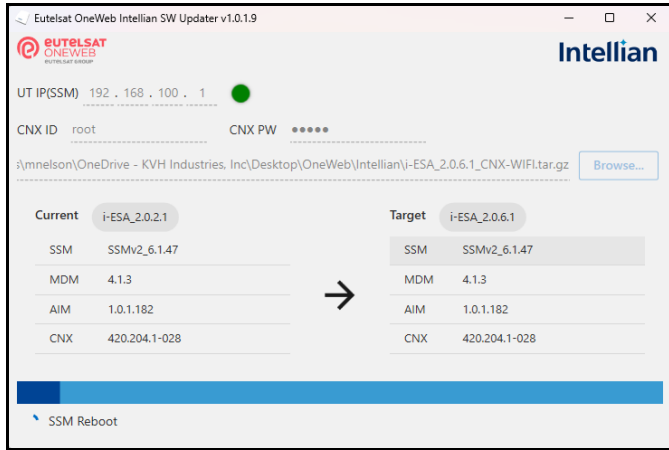 Eutelsat OneWeb Intellian SW Updater v1.0.1.9
EUTELSAT
ONEWEB
EUTELSAT GROUP
Intellian
UT IP(SSM) 192 . 168 . 100 . 1
CNX ID root CNX PW •••••
s\mnelson\OneDrive - KVH Industries, Inc\Desktop\OneWeb\Intellian\i-ESA_2.0.6.1_CNX-WIFI.tar.gz Browse...
Current i-ESA_2.0.2.1 Target i-ESA_2.0.6.1
SSM SSMv2_6.1.47 SSM SSMv2_6.1.47
MDM 4.1.3 MDM 4.1.3
AIM 1.0.1.182 AIM 1.0.1.182
CNX 420.204.1-028 CNX 420.204.1-028
SSM Reboot